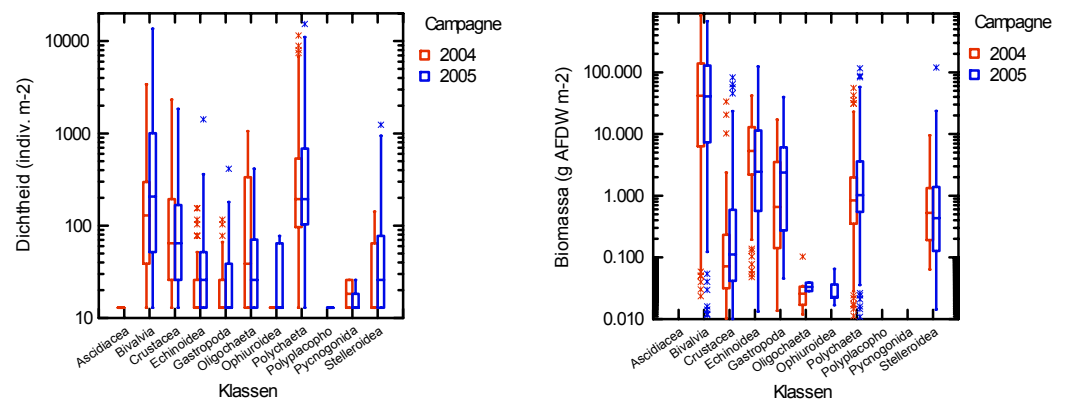 Campagne
2004
2005
Dichtheid (indiv. m-2)
10000
1000
100
10
Ascidiacea
Bivalvia
Crustacea
Echinoidea
Gastropoda
Oligochaeta
Ophiuroidea
Polychaeta
Polyplacopho
Pycnogonida
Stelleroidea
Klassen
Campagne
2004
2005
Biomassa (g AFDW m-2)
100.000
10.000
1.000
0.100
0.010
Ascidiacea
Bivalvia
Crustacea
Echinoidea
Gastropoda
Oligochaeta
Ophiuroidea
Polychaeta
Polyplacopho
Pycnogonida
Stelleroidea
Klassen